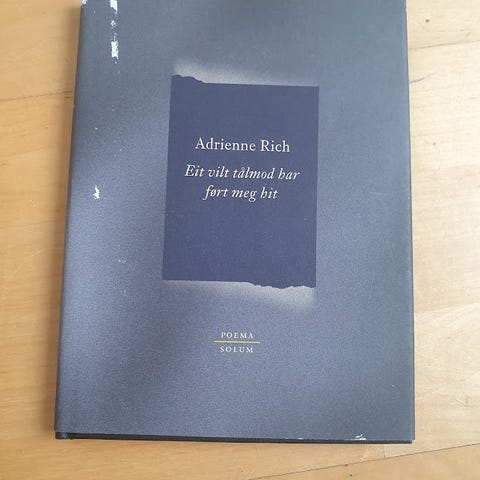 Adrienne Rich
Eit vilt tålmod har
ført meg hit
POEMA
SOLUM